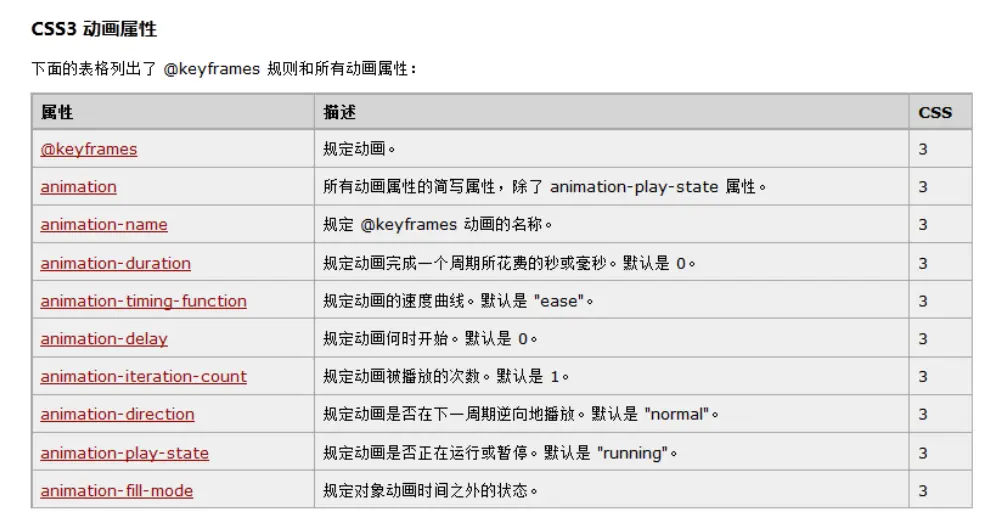 CSS3 动画属性
下面的表格列出了 @keyframes 规则和所有动画属性：
属性 描述 CSS
@keyframes 规定动画。 3
animation 所有动画属性的简写属性，除了 animation-play-state 属性。 3
animation-name 规定 @keyframes 动画的名称。 3
animation-duration 规定动画完成一个周期所花费的秒或毫秒。默认是 0。 3
animation-timing-function 规定动画的速度曲线。默认是 "ease"。 3
animation-delay 规定动画何时开始。默认是 0。 3
animation-iteration-count 规定动画被播放的次数。默认是 1。 3
animation-direction 规定动画是否在下一周期逆向地播放。默认是 "normal"。 3
animation-play-state 规定动画是否正在运行或暂停。默认是 "running"。 3
animation-fill-mode 规定对象动画时间之外的状态。 3